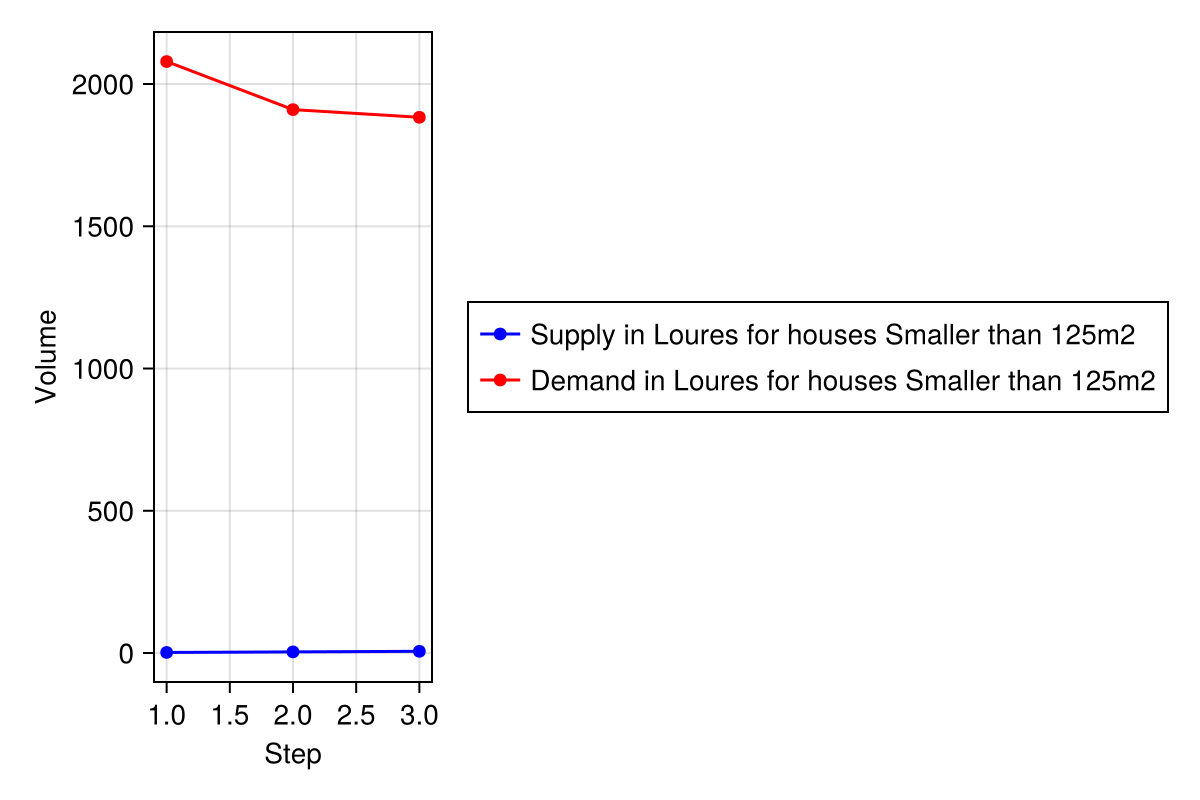 2000
1500
1000
500
0
Volume
1.0 1.5 2.0 2.5 3.0
Step
Supply in Loures for houses Smaller than 125m2
Demand in Loures for houses Smaller than 125m2